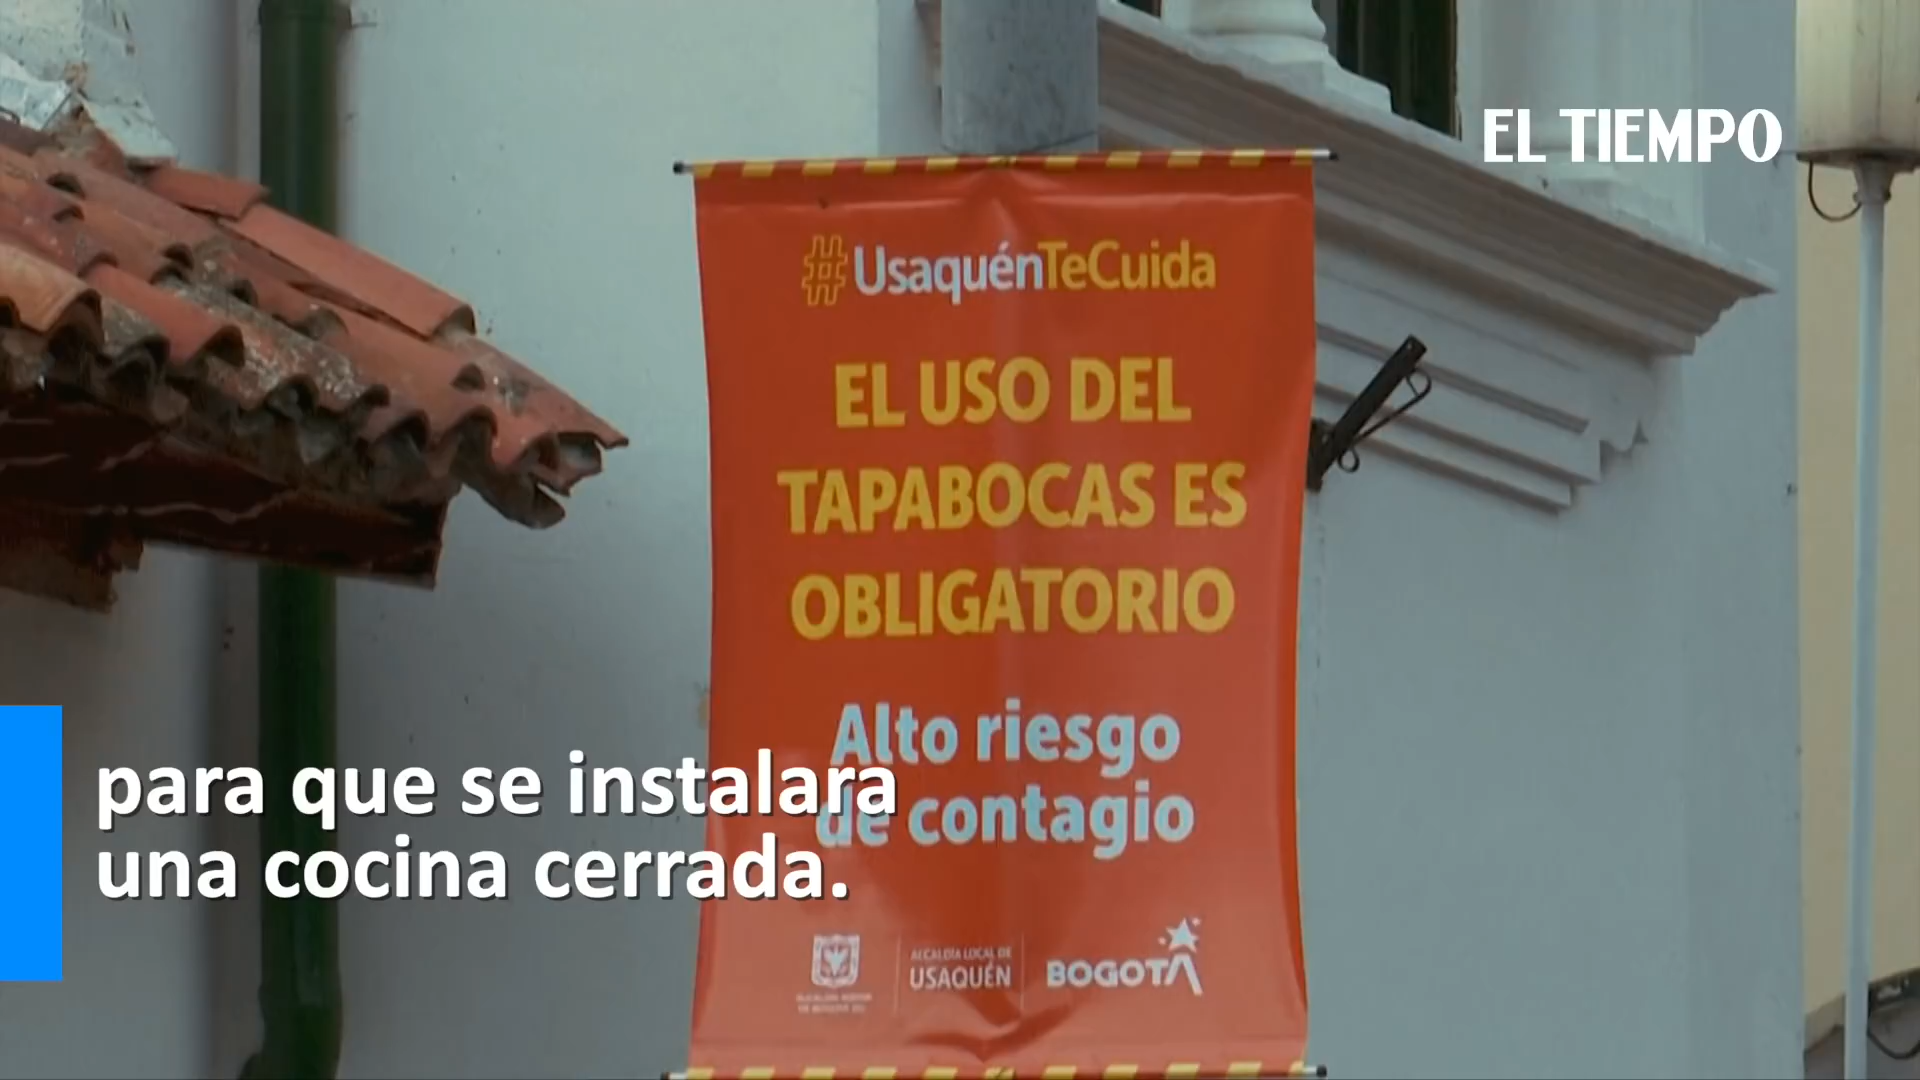 EL TIEMPO
#UsaquénTeCuida
EL USO DEL
TAPABOCAS ES
OBLIGATORIO
Alto riesgo
de contagio
para que se instalara
una cocina cerrada.
ALCALDÍA LOCAL DE
USAQUÉN
BOGOTÁ